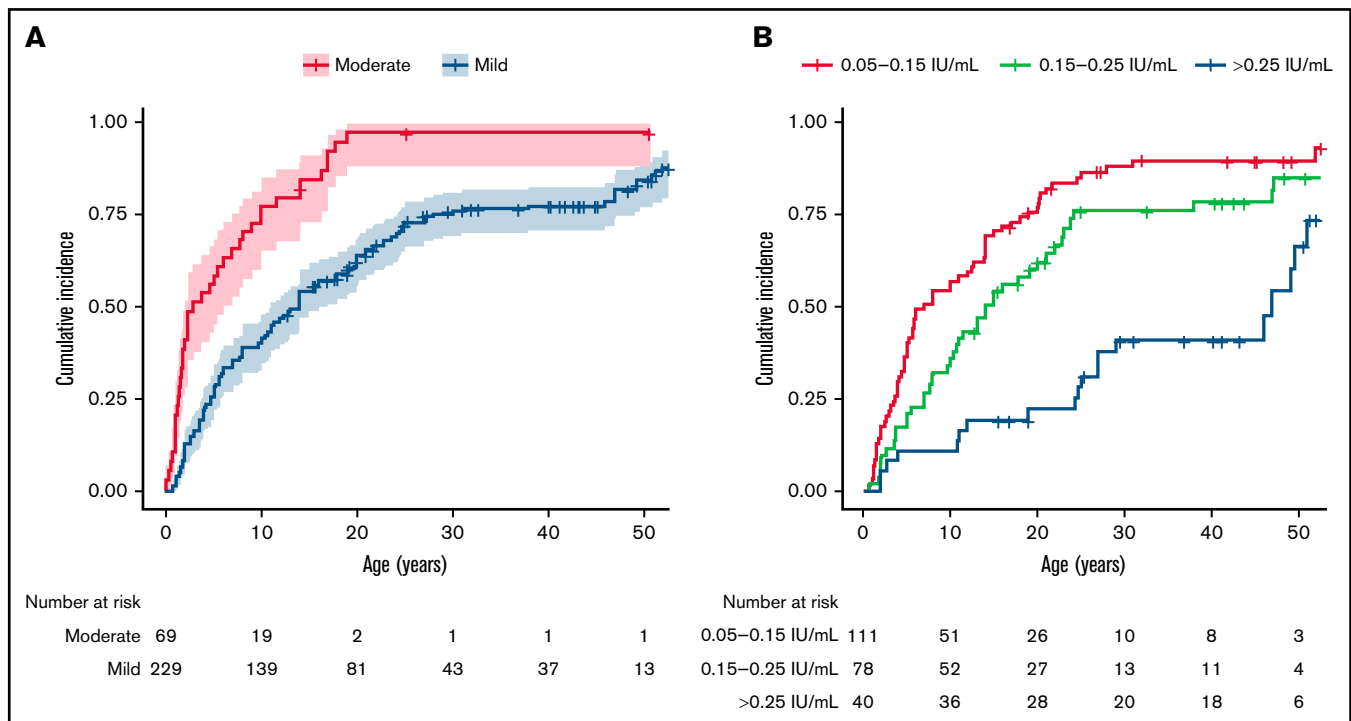 A
Moderate Mild
1.00
0.75
0.50
0.25
0.00
Cumulative incidence
0 10 20 30 40 50
Age (years)
Number at risk
Moderate 69 19 2 1 1 1
Mild 229 139 81 43 37 13
B
0.05–0.15 IU/mL 0.15–0.25 IU/mL >0.25 IU/mL
1.00
0.75
0.50
0.25
0.00
Cumulative incidence
0 10 20 30 40 50
Age (years)
Number at risk
0.05–0.15 IU/mL 111 51 26 10 8 3
0.15–0.25 IU/mL 78 52 27 13 11 4
>0.25 IU/mL 40 36 28 20 18 6